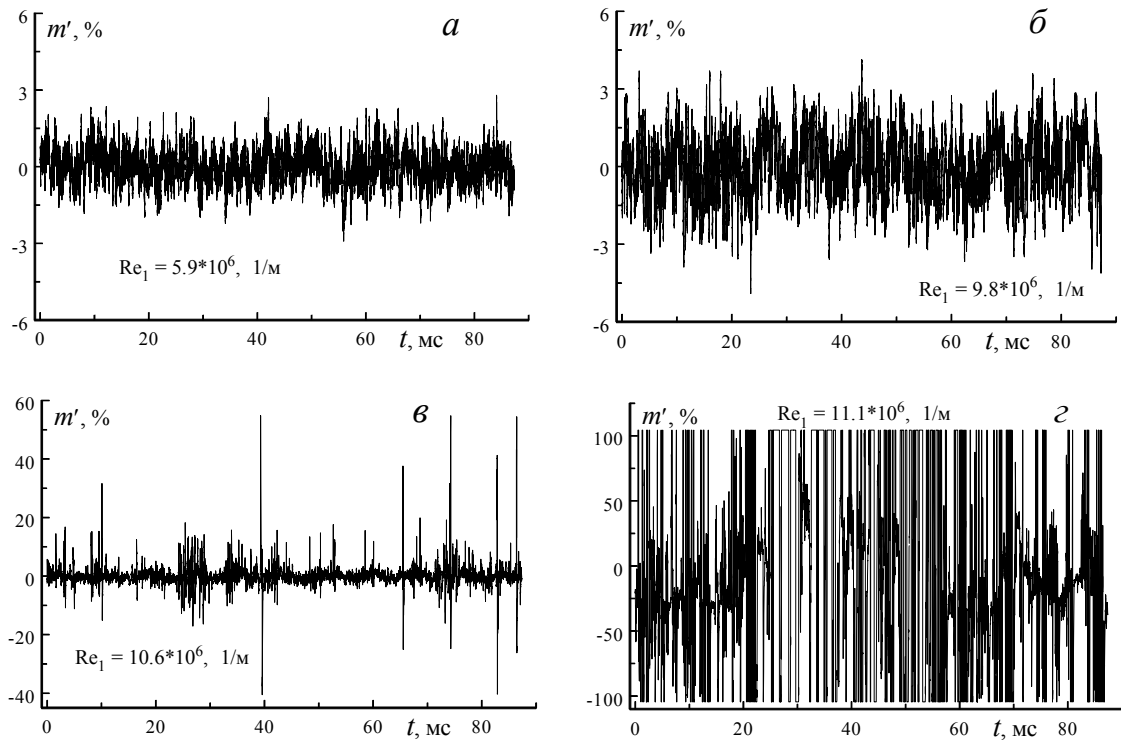 6
m′, %
а
3
0
-3
Re1 = 5.9*10^6, 1/м
-6
0 20 40 60 t, мс 80
6
m′, %
б
3
0
-3
Re1 = 9.8*10^6, 1/м
-6
0 20 40 60 t, мс 80
60
m′, %
в
40
20
0
-20
Re1 = 10.6*10^6, 1/м
-40
0 20 40 60 t, мс 80
m′, %
Re1 = 11.1*10^6, 1/м
г
100
50
0
-50
-100
0 20 40 60 t, мс 80